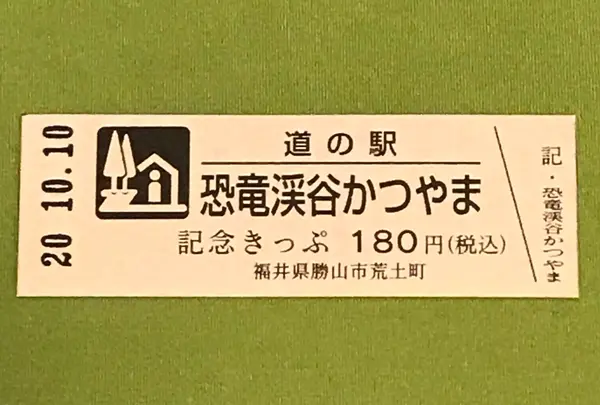 20 10.10
道の駅
恐竜渓谷かつやま
記念きっぷ 180円(税込)
福井県勝山市荒土町
記・恐竜渓谷かつやま